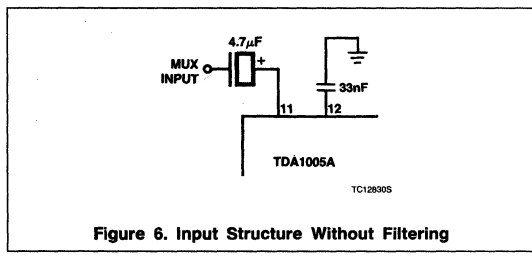 4.7μF
+
MUX
INPUT
33nF
11
12
TDA1005A
TC12830S
Figure 6. Input Structure Without Filtering